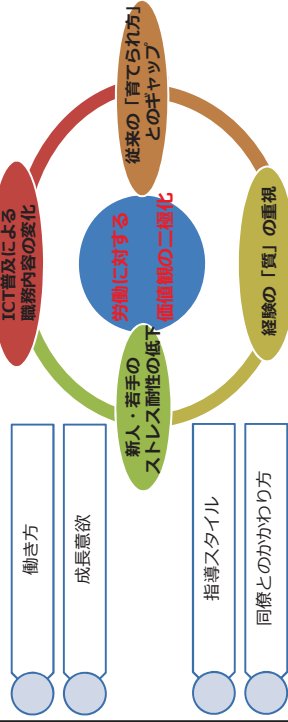 働き方
成長意欲
指導スタイル
同僚とのかかわり方
ICT普及による
職務内容の変化
新人・若手の
ストレス耐性の低下
労働に対する
価値観の二極化
従来の「育てられ方」
とのギャップ
経験の「質」の重視